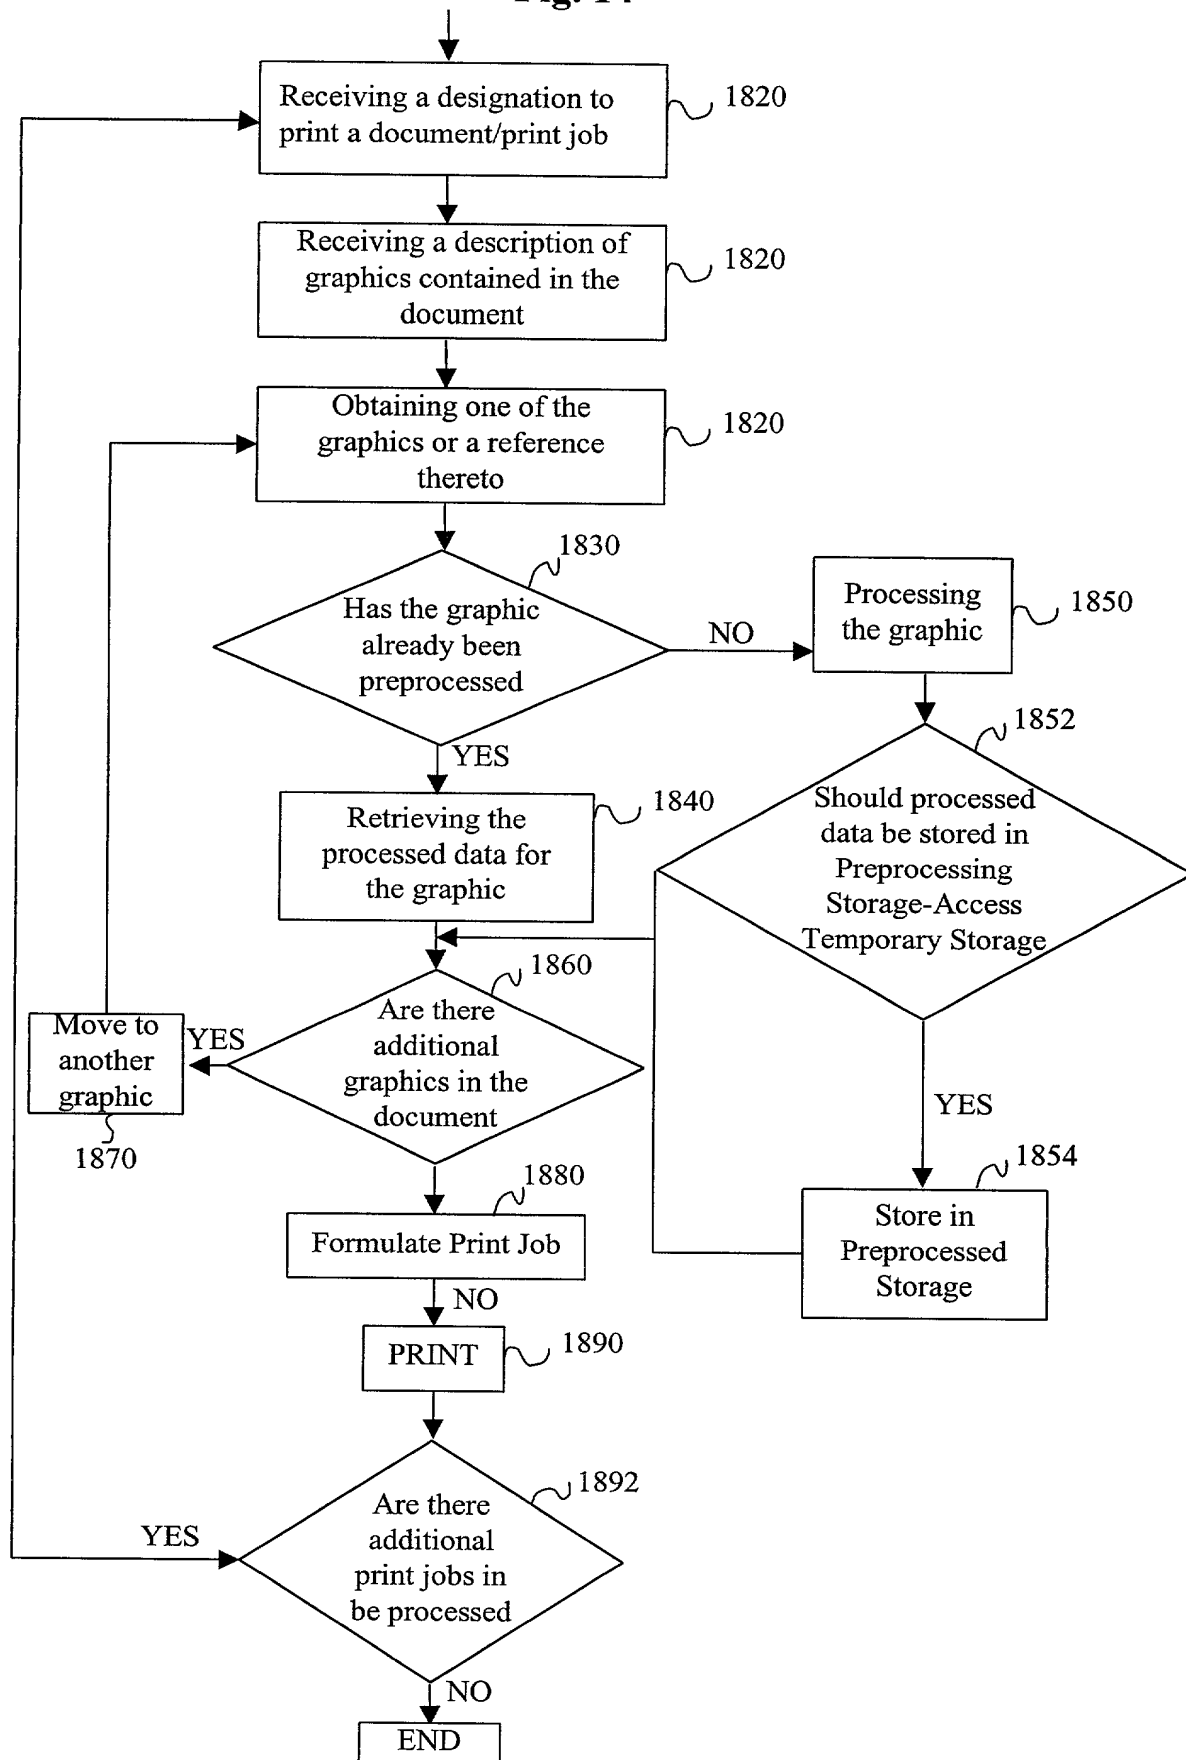 Fig. 14
Receiving a designation to
print a document/print job
1820
Receiving a description of
graphics contained in the
document
1820
Obtaining one of the
graphics or a reference
thereto
1820
1830
Has the graphic
already been
preprocessed
NO
Processing
the graphic
1850
YES
1852
Should processed
data be stored in
Preprocessing
Storage-Access
Temporary Storage
Retrieving the
processed data for
the graphic
1840
1860
Are there
additional
graphics in the
document
YES
Move to
another
graphic
1870
YES
1854
Store in
Preprocessed
Storage
1880
Formulate Print Job
NO
PRINT
1890
1892
Are there
additional
print jobs in
be processed
YES
NO
END